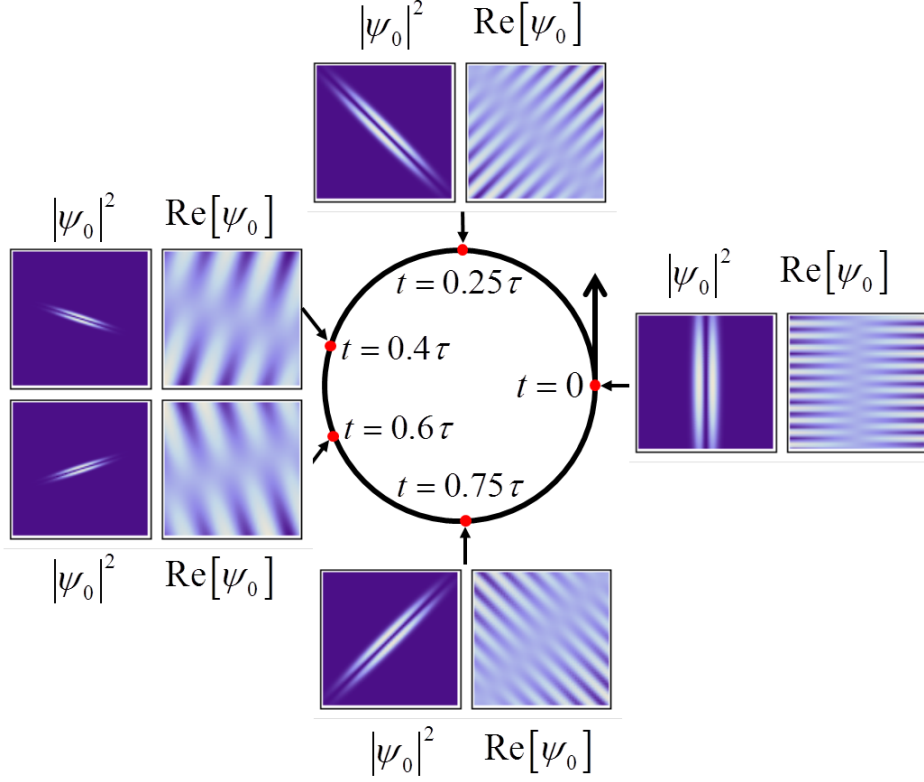 |ψ₀|² Re[ψ₀]
|ψ₀|² Re[ψ₀]
t = 0.25τ
|ψ₀|² Re[ψ₀]
t = 0.4τ
t = 0
t = 0.6τ
t = 0.75τ
|ψ₀|² Re[ψ₀]
|ψ₀|² Re[ψ₀]